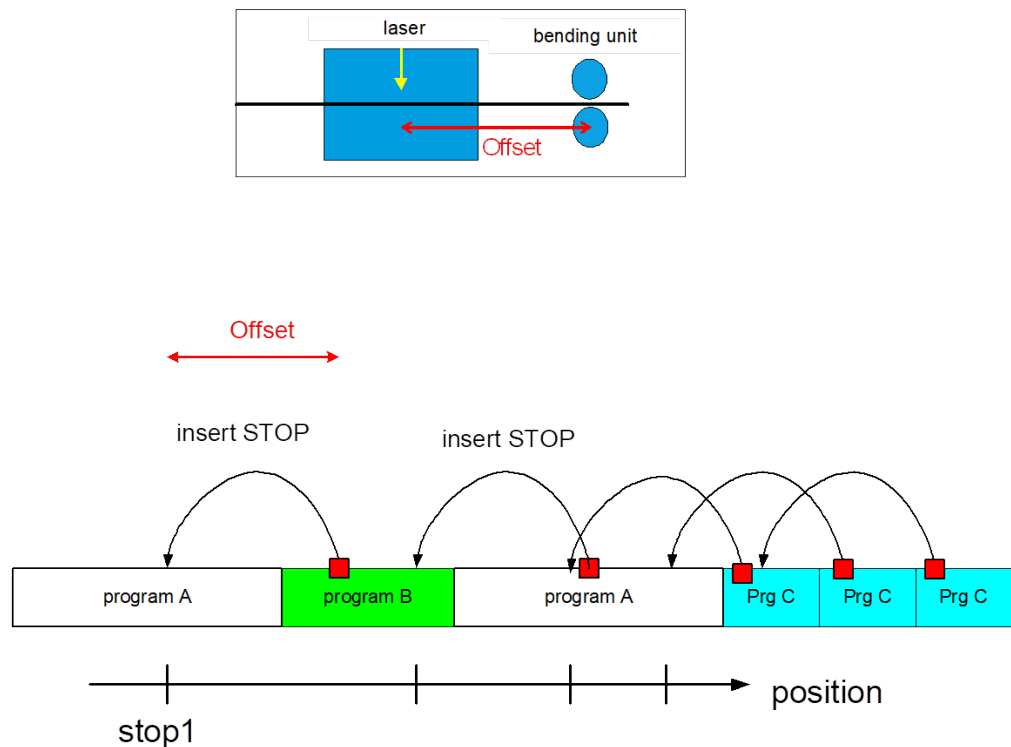 laser
bending unit
Offset
Offset
insert STOP
insert STOP
program A
program B
program A
Prg C
Prg C
Prg C
position
stop1